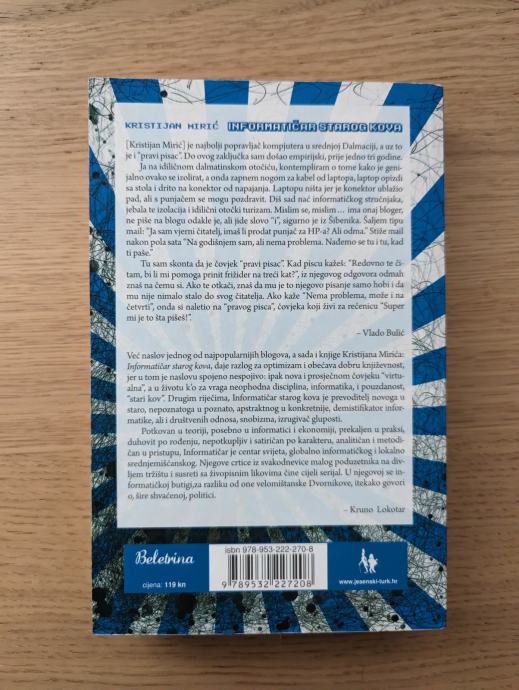 KRISTIJAN MIRIĆ INFORMATIČAR STAROG KOVA
[Kristijan Mirić] je najbolji popravljač kompjutera u srednjoj Dalmaciji, a uz to
je i "pravi pisac". Do ovog zaključka sam došao empirijski, prije jedno tri godine.
Ja na idiličnom dalmatinskom otočiću, kontempliram o tome kako je geni-
jalno ovako se izolirat, a onda zapnem nogom za kabel od laptopa, laptop opizdi
sa stola i drito na konektor od napajanja. Laptopu ništa jer je konektor ublažio
pad, ali s punjačem se mogu pozdravit. Diš sad nać informatičkog stručnjaka,
jebala te izolacija i idilični otočki turizam. Mislim se, mislim… ima onaj bloger,
ne piše na blogu odakle je, ali jide slovo "i", sigurno je iz Šibenika. Šaljem tipu
mail: "Ja sam vjerni čitatelj, imaš li prodat punjač za HP-a? Ali odma." Stiže mail
nakon pola sata "Na godišnjem sam, ali nema problema. Nađemo se tu i tu, kad
ti paše."
Tu sam skonta da je čovjek "pravi pisac". Kad piscu kažeš: "Redovno te či-
tam, bi li mi pomoga prinit frižider na treći kat?", iz njegovog odgovora odmah
znaš na čemu si. Ako te otkači, znaš da mu je to njegovo pisanje samo hobi i da
mu nije nimalo stalo do svog čitatelja. Ako kaže "Nema problema, može i na
četvrti", onda si naletio na "pravog pisca", čovjeka koji živi za rečenicu "Super
mi je to šta pišeš!".
– Vlado Bulić
Već naslov jednog od najpopularnijih blogova, a sada i knjige Kristijana Mirića:
Informatičar starog kova, daje razlog za optimizam i obećava dobru književnost,
jer u tom je naslovu spojeno nespojivo: ipak nova i prosječnom čovjeku "virtu-
alna", a u životu k'o za vraga neophodna disciplina, informatika, i pouzdanost,
"stari kov". Drugim riječima, Informatičar starog kova je prevoditelj novoga u
staro, nepoznatoga u poznato, apstraktnog u konkretnije, demistifikator informa-
tike, ali i društvenih odnosa, snobizma, izrugivač gluposti.
Potkovan u teoriji, posebno u informatici i ekonomiji, prekaljen u praksi,
duhovit po rođenju, nepotkupljiv i satiričan po karakteru, analitičan i metodi-
čan u pristupu, Informatičar je centar svijeta, globalno informatičkog i lokalno
srednjemišćanskog. Njegove crtice iz svakodnevice malog poduzetnika na div-
ljem tržištu i susreti sa živopisnim likovima čine cijeli serijal. U njegovoj se in-
formatičkoj butigi, za razliku od one velomištanske Dvornikove, itekako govori
o, šire shvaćenoj, politici.
– Kruno Lokotar
Belebrina
cijena: 119 kn
isbn 978-953-222-270-8
9 789532 227208
www.jesenski-turk.hr